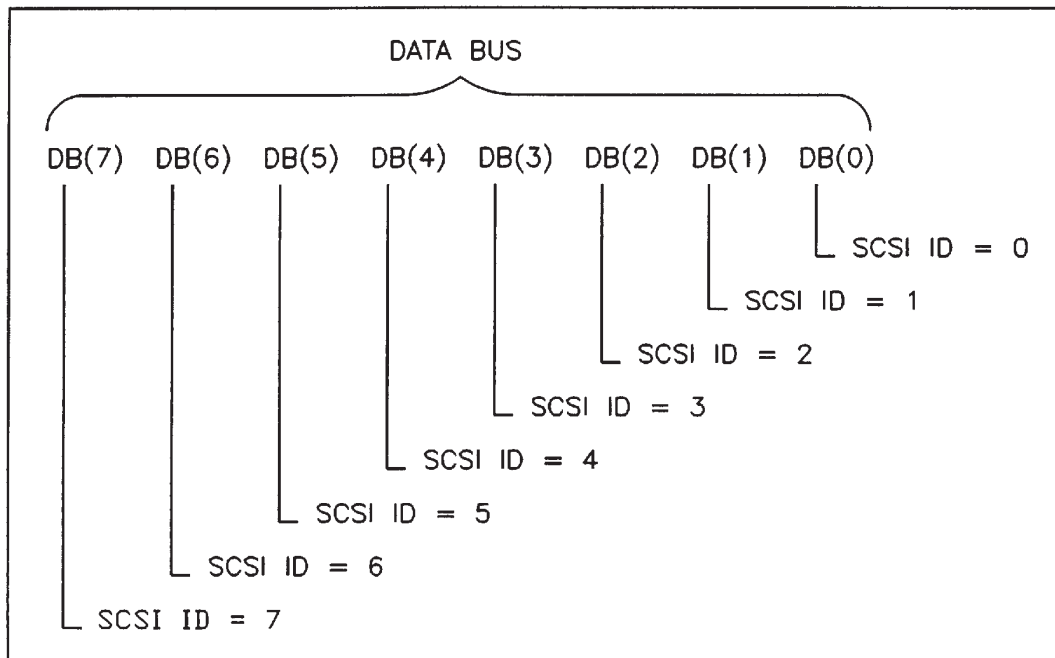 DATA BUS
DB(7) DB(6) DB(5) DB(4) DB(3) DB(2) DB(1) DB(0)
SCSI ID = 0
SCSI ID = 1
SCSI ID = 2
SCSI ID = 3
SCSI ID = 4
SCSI ID = 5
SCSI ID = 6
SCSI ID = 7